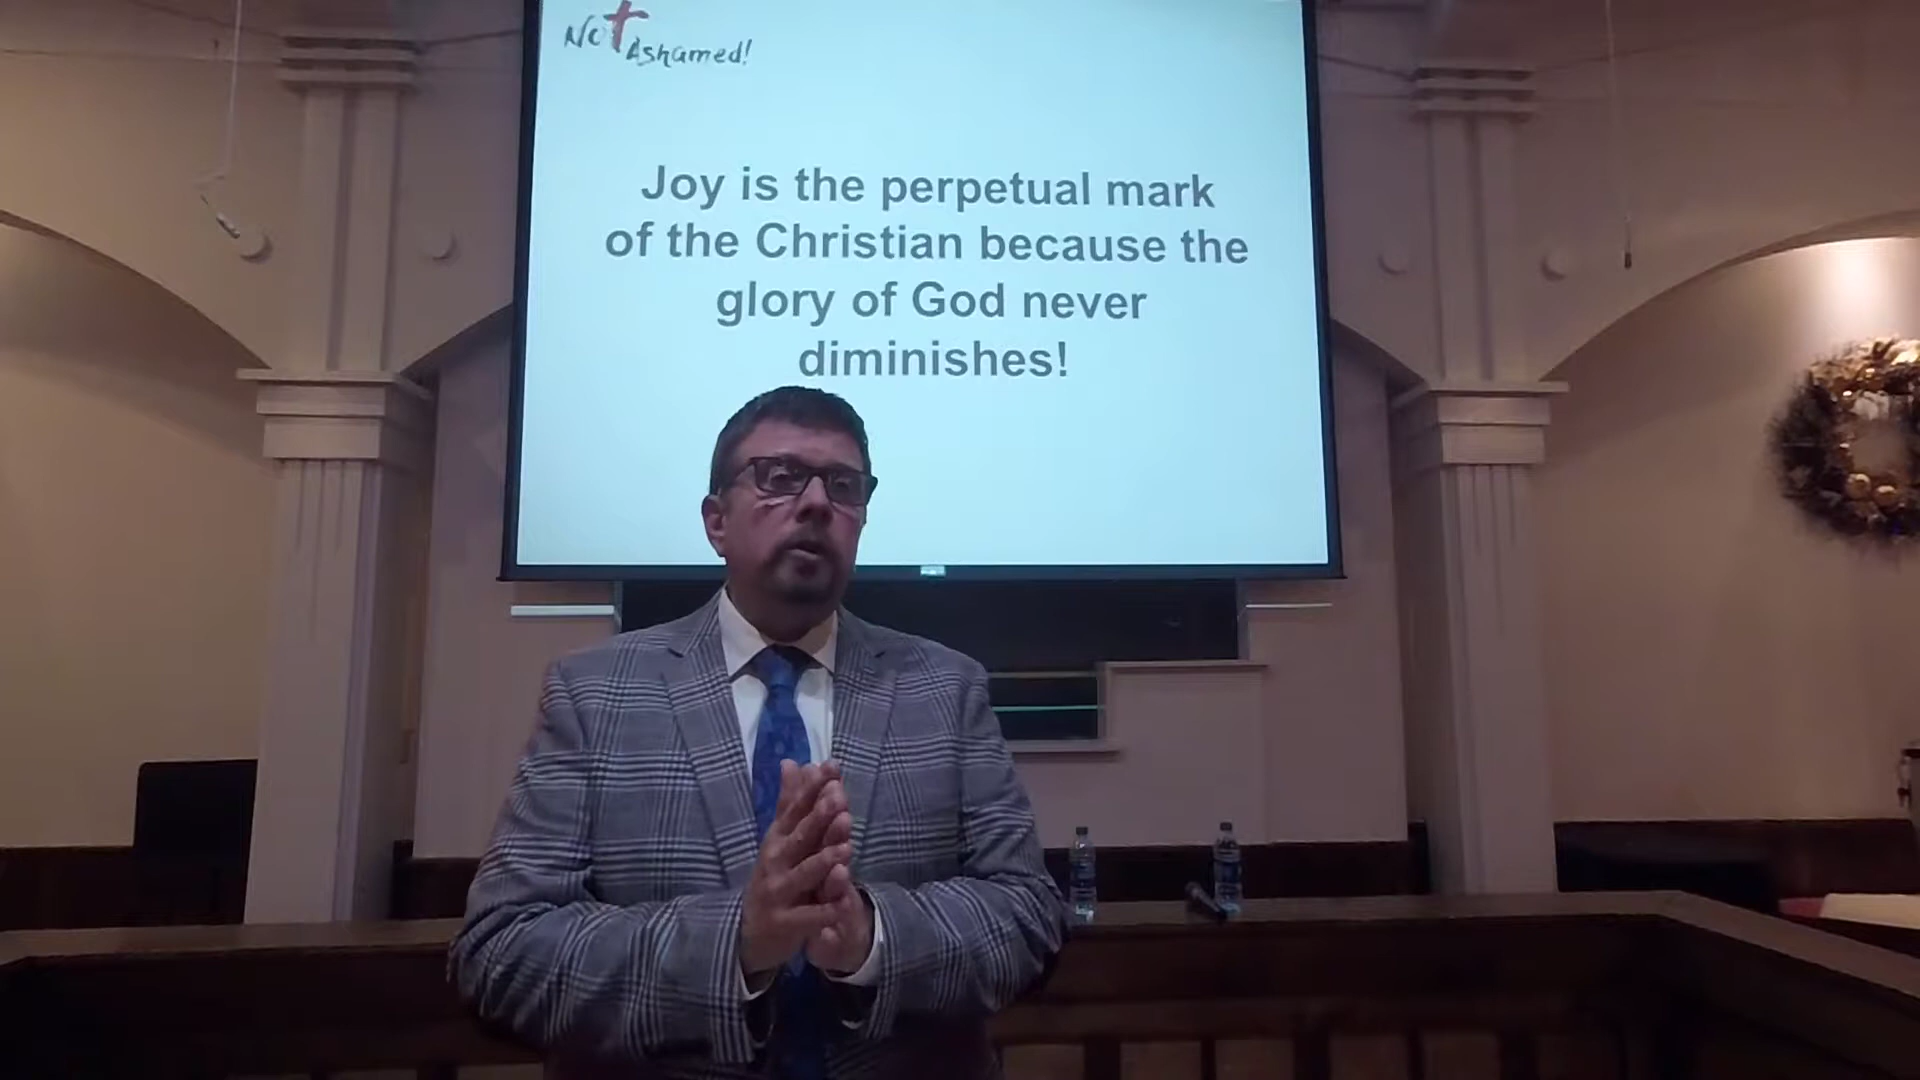 Not
Ashamed!
Joy is the perpetual mark
of the Christian because the
glory of God never
diminishes!